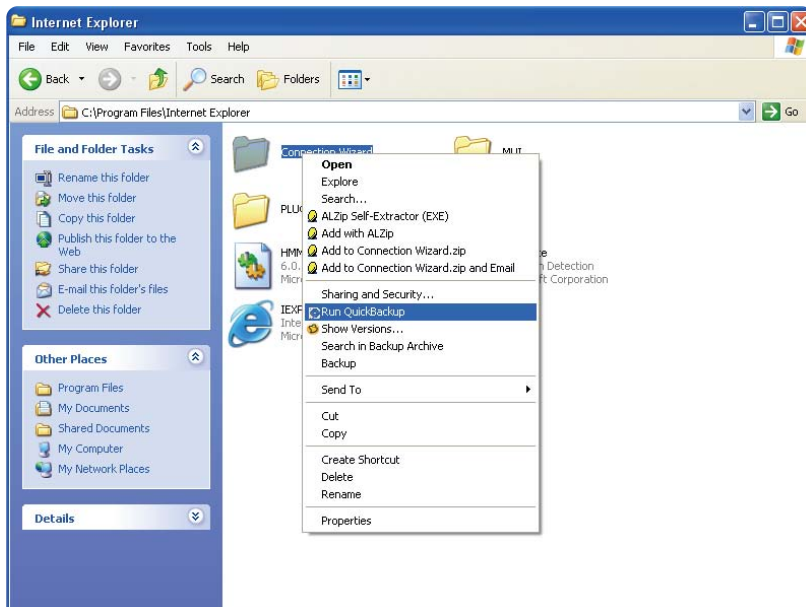 Internet Explorer
File Edit View Favorites Tools Help
Back Search Folders
Address C:\Program Files\Internet Explorer Go
File and Folder Tasks
Rename this folder
Move this folder
Copy this folder
Publish this folder to the
Web
Share this folder
E-mail this folder's files
Delete this folder
Other Places
Program Files
My Documents
Shared Documents
My Computer
My Network Places
Details
Connection Wizard
MUI
Open
Explore
Search...
ALZip Self-Extractor (EXE)
Add with ALZip
Add to Connection Wizard.zip
Add to Connection Wizard.zip and Email
Sharing and Security...
Run QuickBackup
Show Versions...
Search in Backup Archive
Backup
Send To
Cut
Copy
Create Shortcut
Delete
Rename
Properties
6.0.
Detection
Corporation